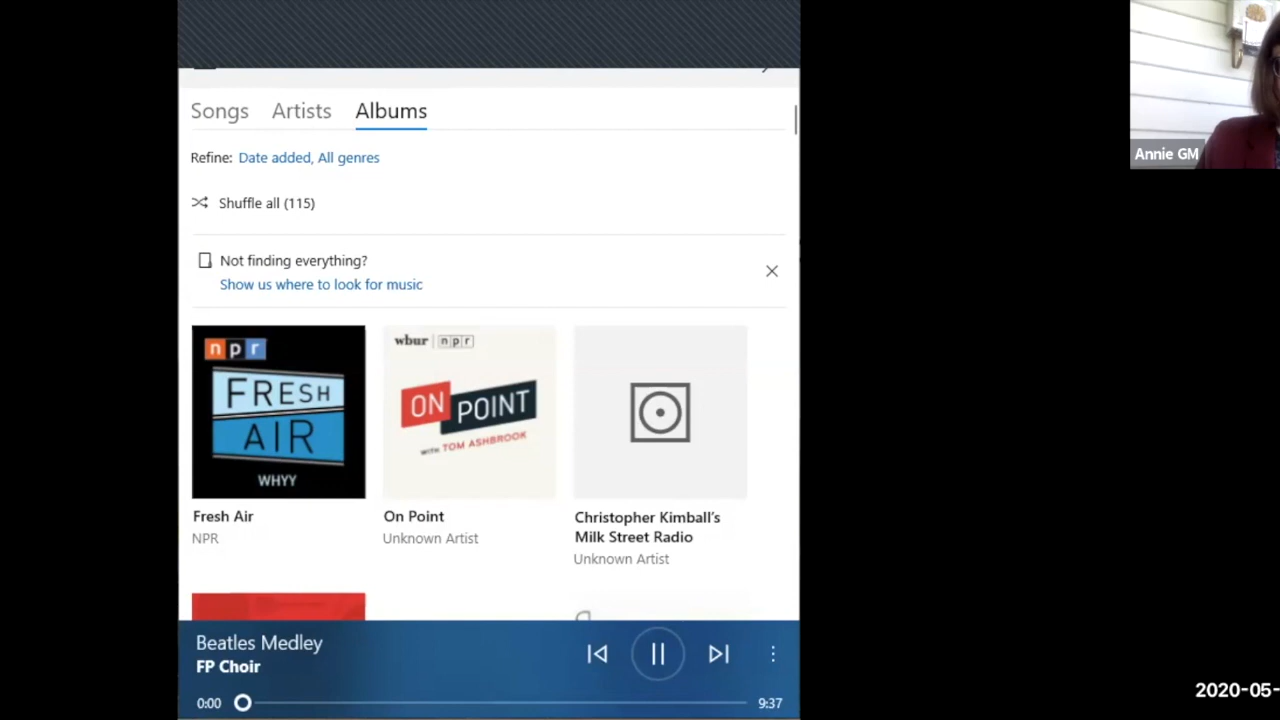 Songs Artists Albums
Refine: Date added, All genres
Shuffle all (115)
Not finding everything?
Show us where to look for music
npr
FRESH
AIR
WHYY
wbur npr
ON POINT
WITH TOM ASHBROOK
Fresh Air
NPR
On Point
Unknown Artist
Christopher Kimball's
Milk Street Radio
Unknown Artist
Beatles Medley
FP Choir
0:00
9:37
Annie GM
2020-05-